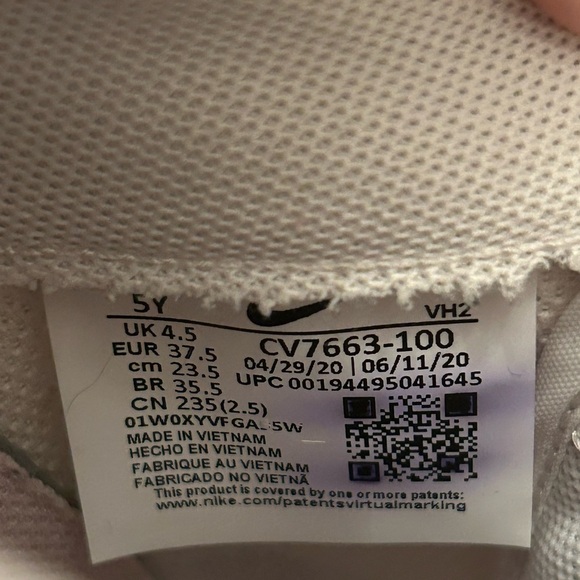 5Y VH2
UK 4.5
EUR 37.5 CV7663-100
cm 23.5 04/29/20 | 06/11/20
BR 35.5 UPC 00194495041645
CN 235(2.5)
MADE IN VIETNAM
HECHO EN VIETNAM
FABRIQUE AU VIETNAM
FABRICADO NO VIETNÃ
This product is covered by one or more patents:
www.nike.com/patentsvirtualmarking